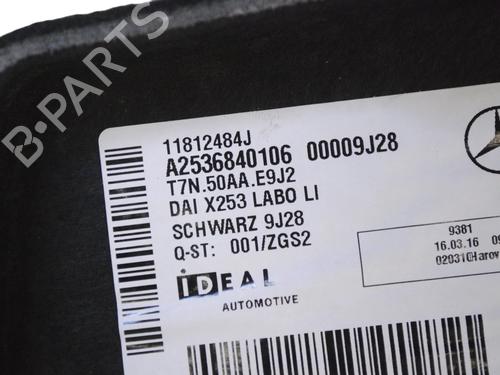 11812484J
A2536840106 00009J28
T7N.50AA.E9J2
DAI X253 LABO LI
SCHWARZ 9J28
Q-ST: 001/ZGS2
iDEAL
AUTOMOTIVE
9381
16.03.16
B-PARTS